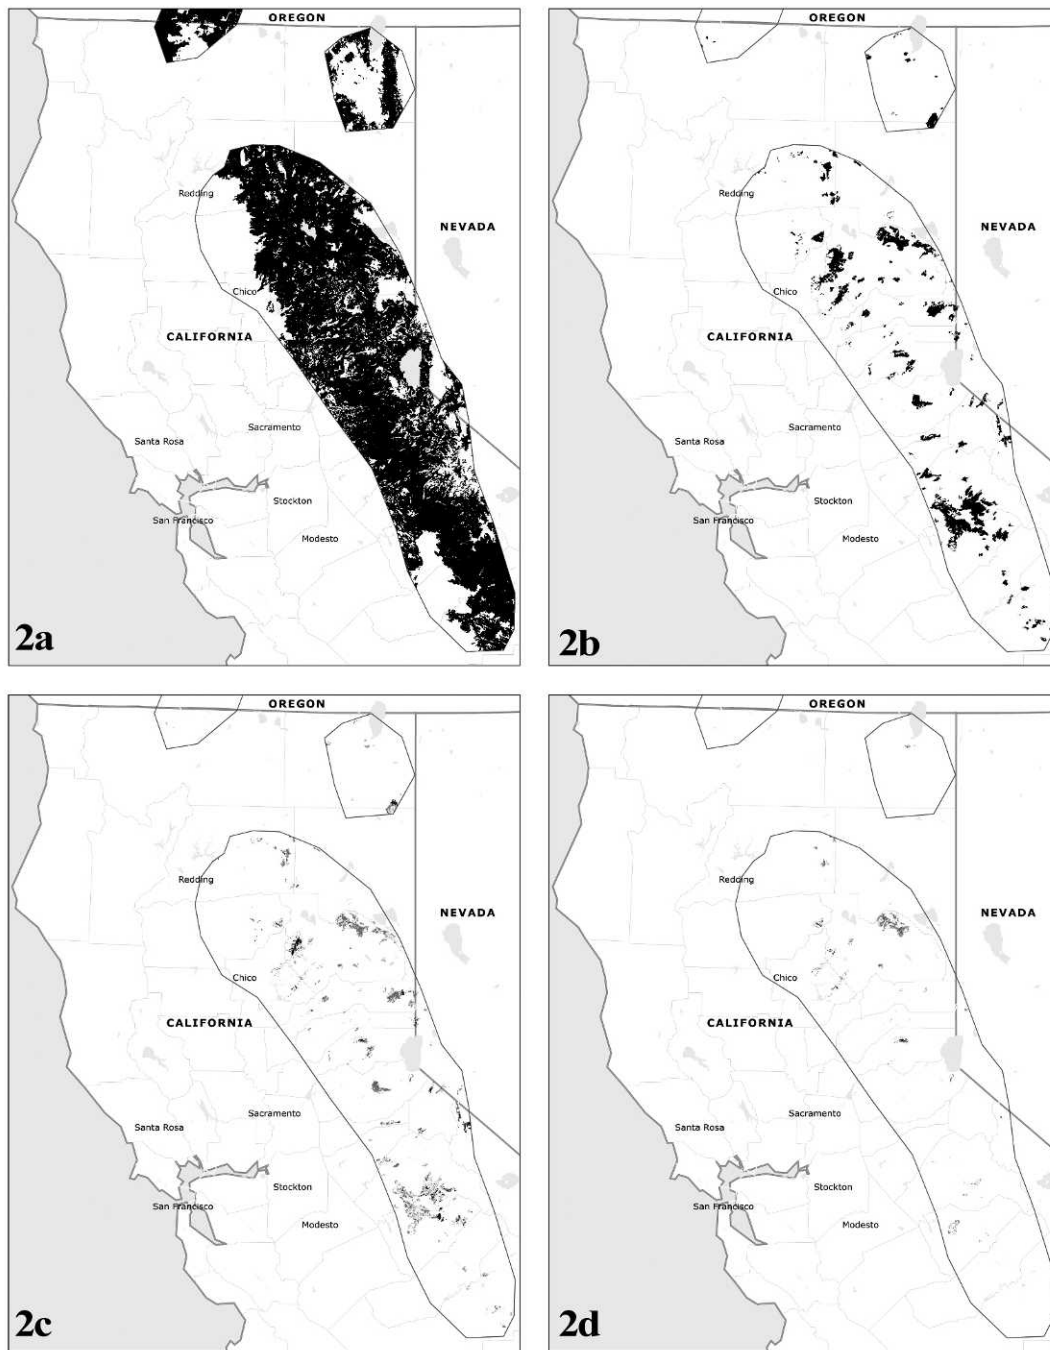 OREGON
Redding
NEVADA
Chico
CALIFORNIA
Sacramento
Santa Rosa
Stockton
San Francisco
Modesto
2a
OREGON
Redding
NEVADA
Chico
CALIFORNIA
Sacramento
Santa Rosa
Stockton
San Francisco
Modesto
2b
OREGON
Redding
NEVADA
Chico
CALIFORNIA
Sacramento
Santa Rosa
Stockton
San Francisco
Modesto
2c
OREGON
Redding
NEVADA
Chico
CALIFORNIA
Sacramento
Santa Rosa
Stockton
San Francisco
Modesto
2d